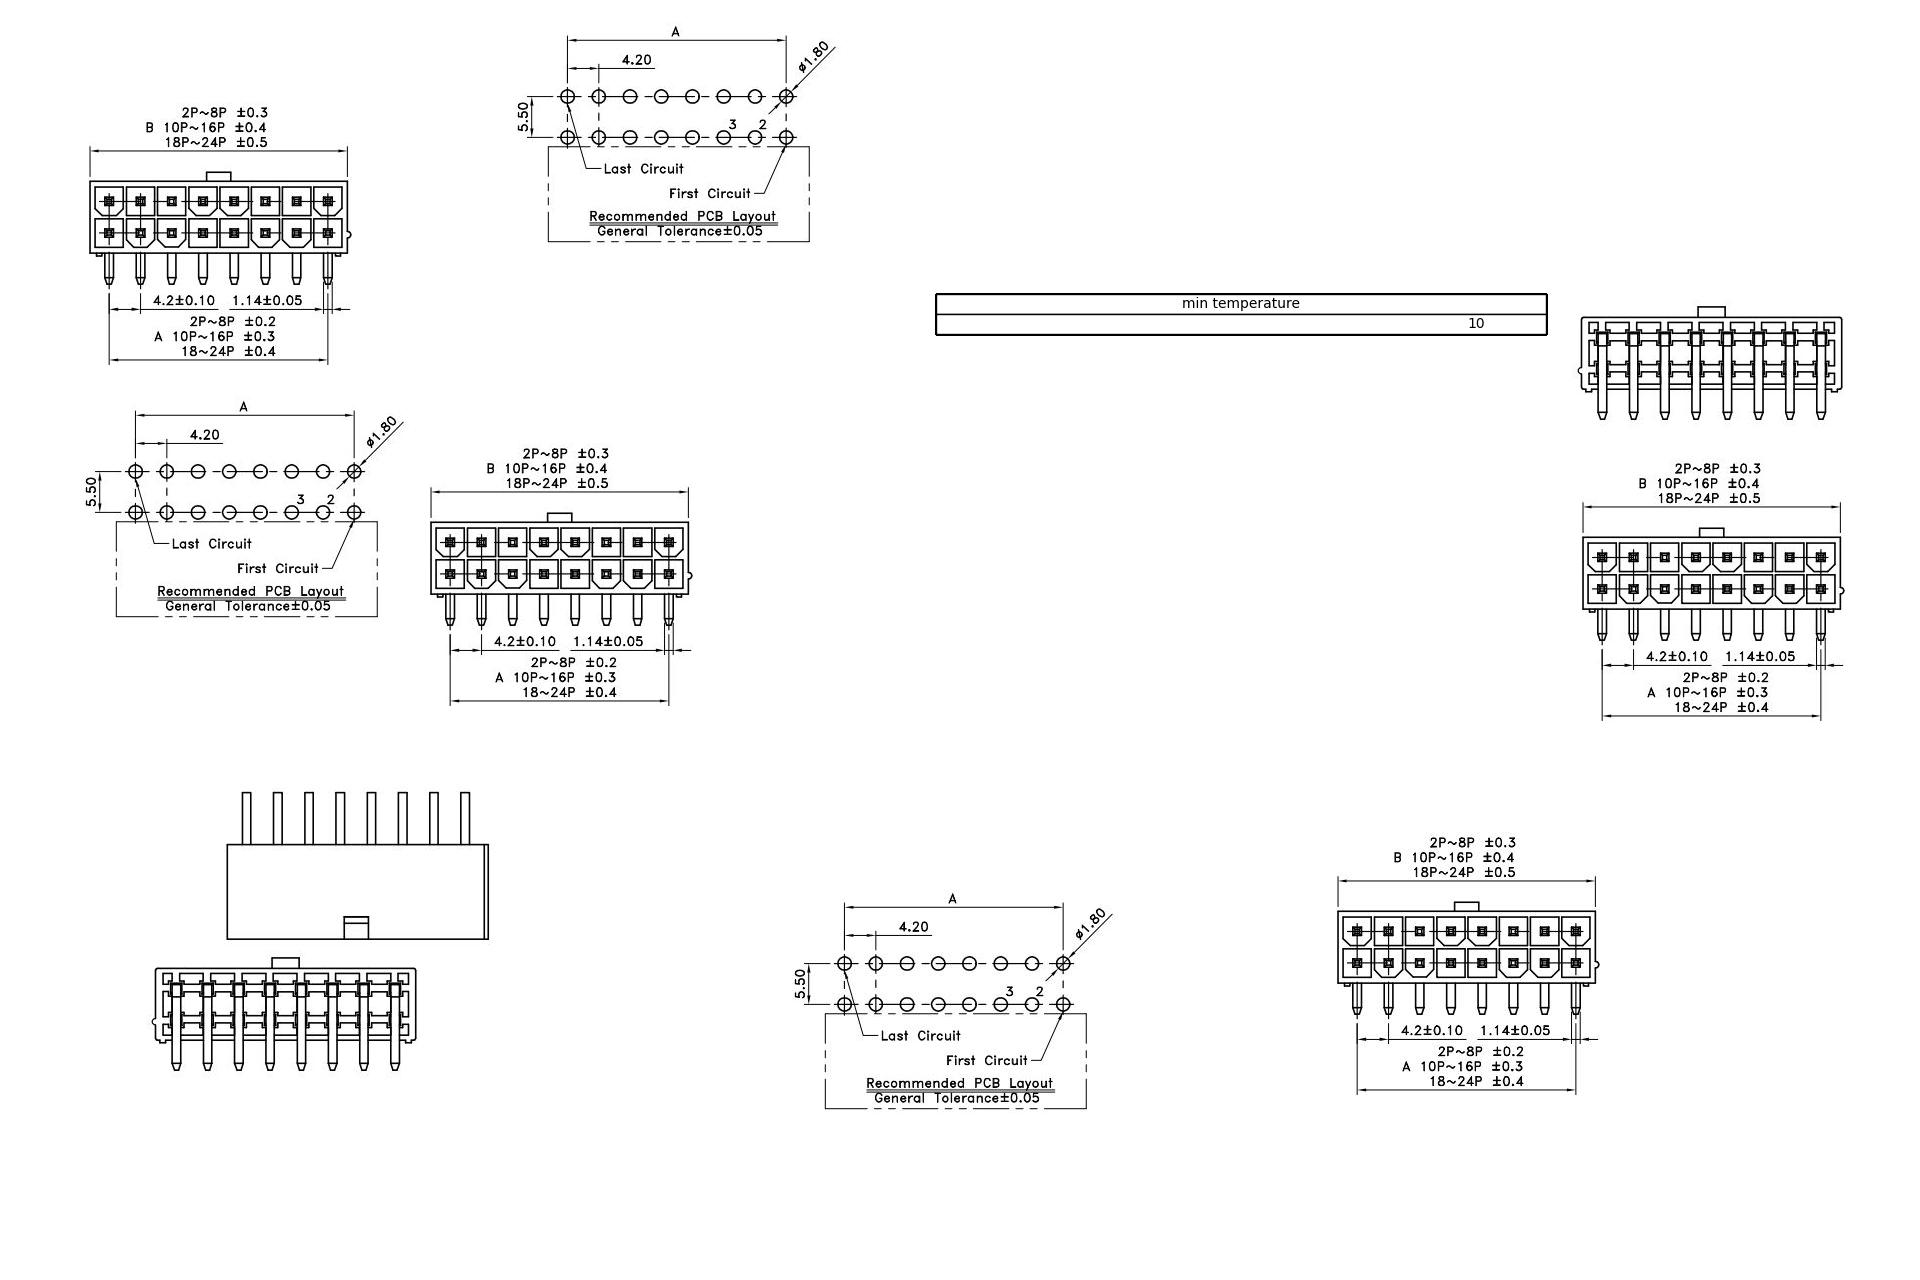 A
4.20
ø1.80
5.50
3 2
Last Circuit
First Circuit
Recommended PCB Layout
General Tolerance±0.05
2P~8P ±0.3
B 10P~16P ±0.4
18P~24P ±0.5
4.2±0.10 1.14±0.05
2P~8P ±0.2
A 10P~16P ±0.3
18~24P ±0.4
min temperature
10
A
4.20
ø1.80
5.50
3 2
Last Circuit
First Circuit
Recommended PCB Layout
General Tolerance±0.05
2P~8P ±0.3
B 10P~16P ±0.4
18P~24P ±0.5
4.2±0.10 1.14±0.05
2P~8P ±0.2
A 10P~16P ±0.3
18~24P ±0.4
2P~8P ±0.3
B 10P~16P ±0.4
18P~24P ±0.5
4.2±0.10 1.14±0.05
2P~8P ±0.2
A 10P~16P ±0.3
18~24P ±0.4
A
4.20
ø1.80
5.50
3 2
Last Circuit
First Circuit
Recommended PCB Layout
General Tolerance±0.05
2P~8P ±0.3
B 10P~16P ±0.4
18P~24P ±0.5
4.2±0.10 1.14±0.05
2P~8P ±0.2
A 10P~16P ±0.3
18~24P ±0.4